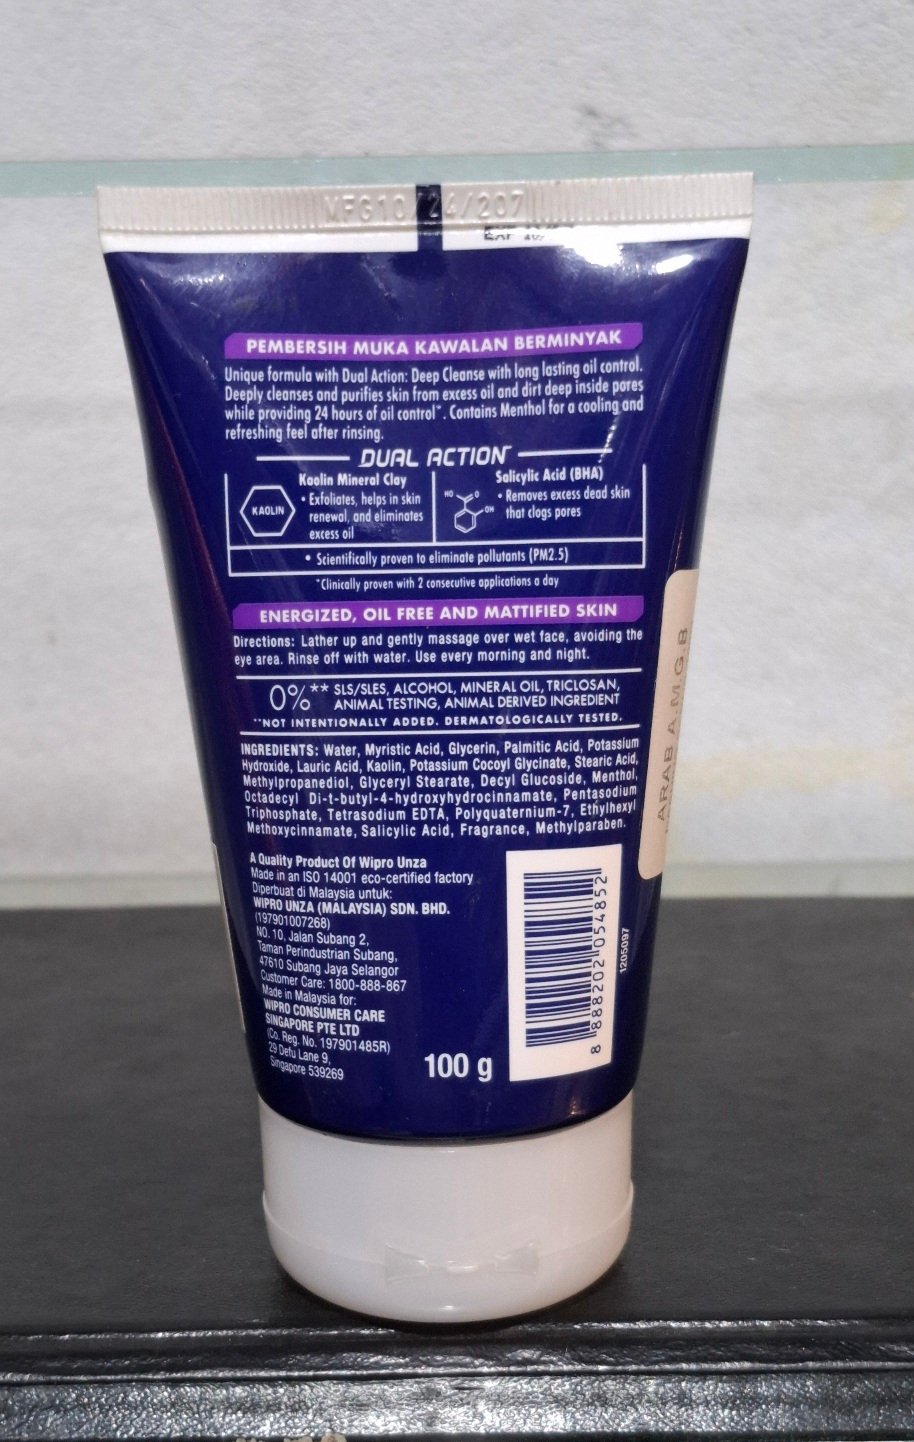 MFG10/24/207
EXP 10/
PEMBERSIH MUKA KAWALAN BERMINYAK
Unique formula with Dual Action: Deep Cleanse with long lasting oil control.
Deeply cleanses and purifies skin from excess oil and dirt deep inside pores
while providing 24 hours of oil control*. Contains Menthol for a cooling and
refreshing feel after rinsing.
DUAL ACTION
Kaolin Mineral Clay
KAOLIN
• Exfoliates, helps in skin
renewal, and eliminates
excess oil
Salicylic Acid (BHA)
HO O
OH
• Removes excess dead skin
that clogs pores
• Scientifically proven to eliminate pollutants (PM2.5)
*Clinically proven with 2 consecutive applications a day
ENERGIZED, OIL FREE AND MATTIFIED SKIN
Directions: Lather up and gently massage over wet face, avoiding the
eye area. Rinse off with water. Use every morning and night.
0%** SLS/SLES, ALCOHOL, MINERAL OIL, TRICLOSAN,
ANIMAL TESTING, ANIMAL DERIVED INGREDIENT
**NOT INTENTIONALLY ADDED. DERMATOLOGICALLY TESTED.
INGREDIENTS: Water, Myristic Acid, Glycerin, Palmitic Acid, Potassium
Hydroxide, Lauric Acid, Kaolin, Potassium Cocoyl Glycinate, Stearic Acid,
Methylpropanediol, Glyceryl Stearate, Decyl Glucoside, Menthol,
Octadecyl Di-t-butyl-4-hydroxyhydrocinnamate, Pentasodium
Triphosphate, Tetrasodium EDTA, Polyquaternium-7, Ethylhexyl
Methoxycinnamate, Salicylic Acid, Fragrance, Methylparaben.
A Quality Product Of Wipro Unza
Made in an ISO 14001 eco-certified factory
Diperbuat di Malaysia untuk:
WIPRO UNZA (MALAYSIA) SDN. BHD.
(197901007268)
NO. 10, Jalan Subang 2,
Taman Perindustrian Subang,
47610 Subang Jaya Selangor
Customer Care: 1800-888-867
Made in Malaysia for:
WIPRO CONSUMER CARE
SINGAPORE PTE LTD
(Co. Reg. No. 197901485R)
29 Defu Lane 9,
Singapore 539269
100 g
8 888202 054852
1205097
ARAB A.M.G.B